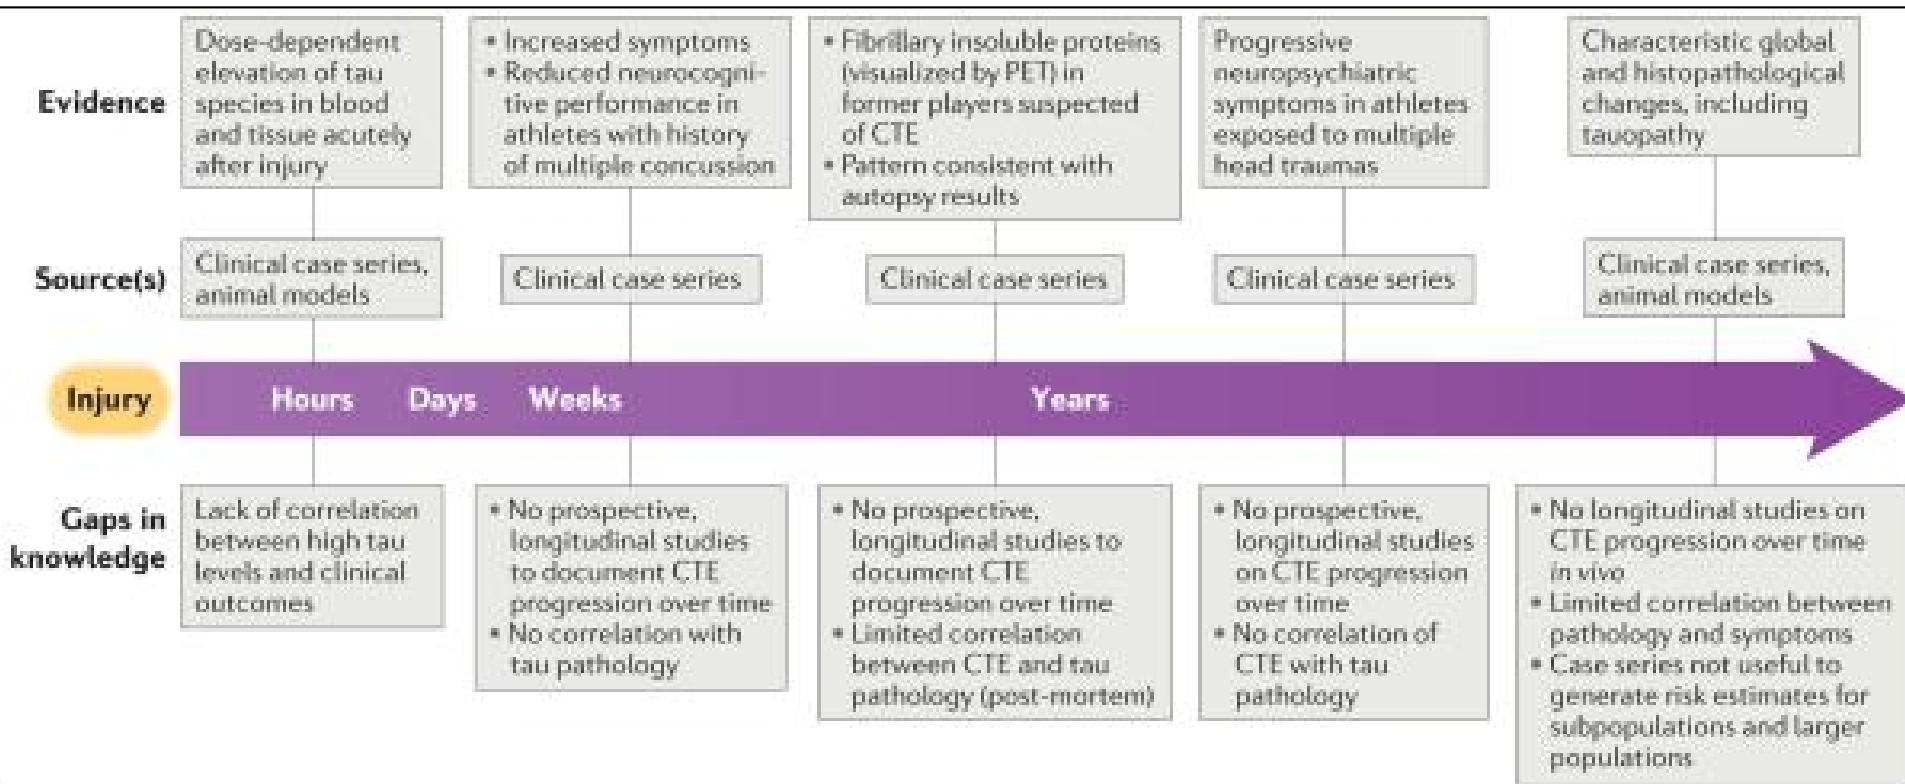 Evidence
Dose-dependent
elevation of tau
species in blood
and tissue acutely
after injury
• Increased symptoms
• Reduced neurocogni-
tive performance in
athletes with history
of multiple concussion
• Fibrillary insoluble proteins
(visualized by PET) in
former players suspected
of CTE
• Pattern consistent with
autopsy results
Progressive
neuropsychiatric
symptoms in athletes
exposed to multiple
head traumas
Characteristic global
and histopathological
changes, including
tauopathy
Source(s)
Clinical case series,
animal models
Clinical case series
Clinical case series
Clinical case series
Clinical case series,
animal models
Injury
Hours
Days
Weeks
Years
Gaps in
knowledge
Lack of correlation
between high tau
levels and clinical
outcomes
• No prospective,
longitudinal studies
to document CTE
progression over time
• No correlation with
tau pathology
• No prospective,
longitudinal studies to
document CTE
progression over time
• Limited correlation
between CTE and tau
pathology (post-mortem)
• No prospective,
longitudinal studies
on CTE progression
over time
• No correlation of
CTE with tau
pathology
• No longitudinal studies on
CTE progression over time
in vivo
• Limited correlation between
pathology and symptoms
• Case series not useful to
generate risk estimates for
subpopulations and larger
populations